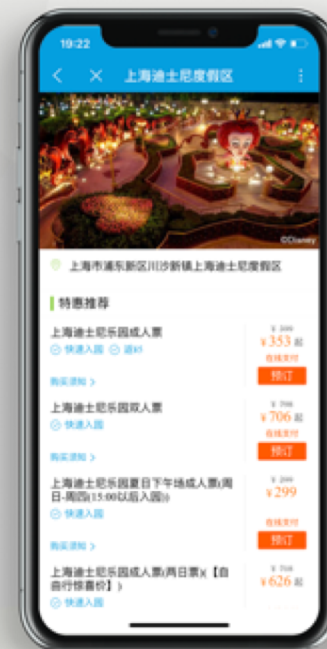 19:22
上海迪士尼度假区
©Disney
上海市浦东新区川沙新镇上海迪士尼度假区
特惠推荐
上海迪士尼乐园成人票
快速入园 返¥5
¥353 起
在线支付
购买须知 >
预订
上海迪士尼乐园双人票
快速入园
¥706 起
在线支付
购买须知 >
预订
上海迪士尼乐园夏日下午场成人票(周
日-周四(15:00以后入园))
快速入园
¥299
在线支付
购买须知 >
预订
上海迪士尼乐园成人票(两日票)(【自
由行惊喜价】)
快速入园
¥626 起